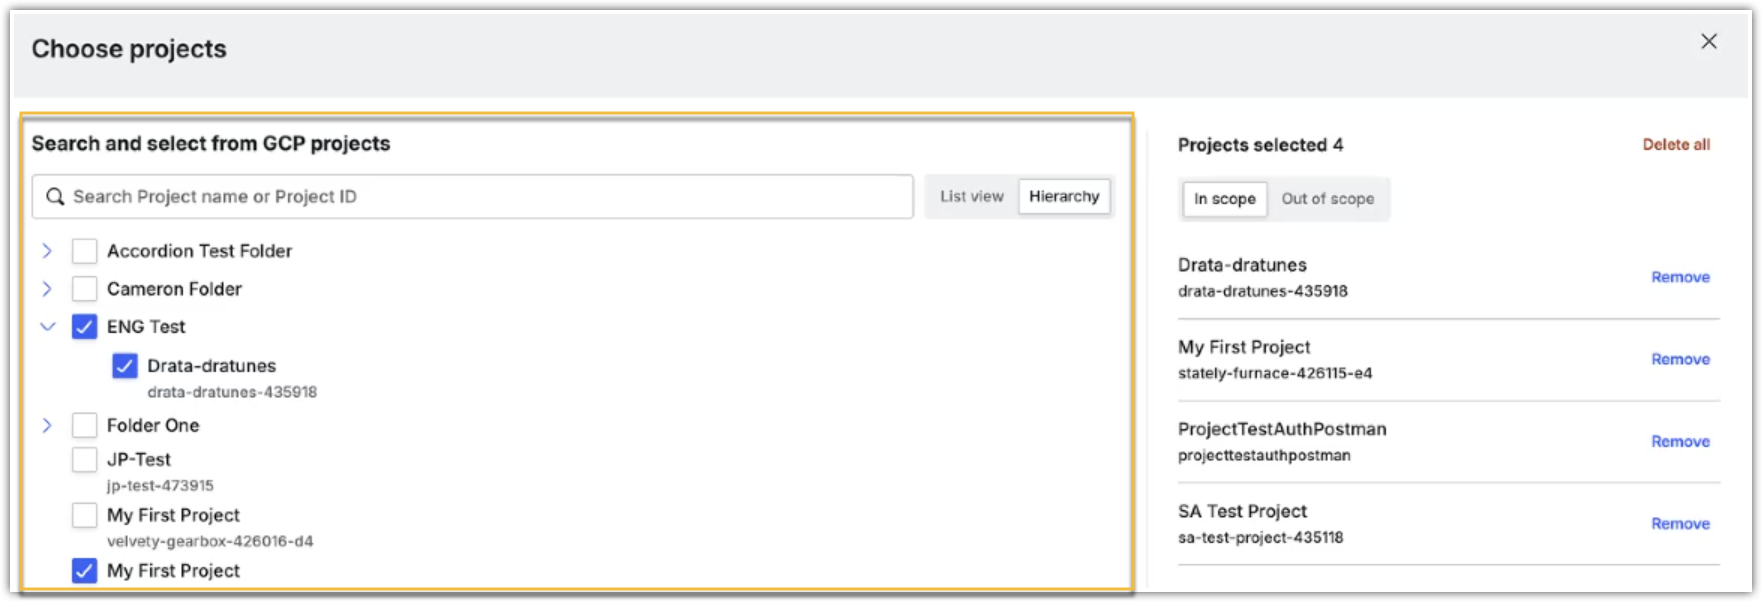 Choose projects
Search and select from GCP projects
Search Project name or Project ID
List view
Hierarchy
Accordion Test Folder
Cameron Folder
ENG Test
Drata-dratunes
drata-dratunes-435918
Folder One
JP-Test
jp-test-473915
My First Project
velvety-gearbox-426016-d4
My First Project
Projects selected 4
Delete all
In scope
Out of scope
Drata-dratunes
drata-dratunes-435918
Remove
My First Project
stately-furnace-426115-e4
Remove
ProjectTestAuthPostman
projecttestauthpostman
Remove
SA Test Project
sa-test-project-435118
Remove